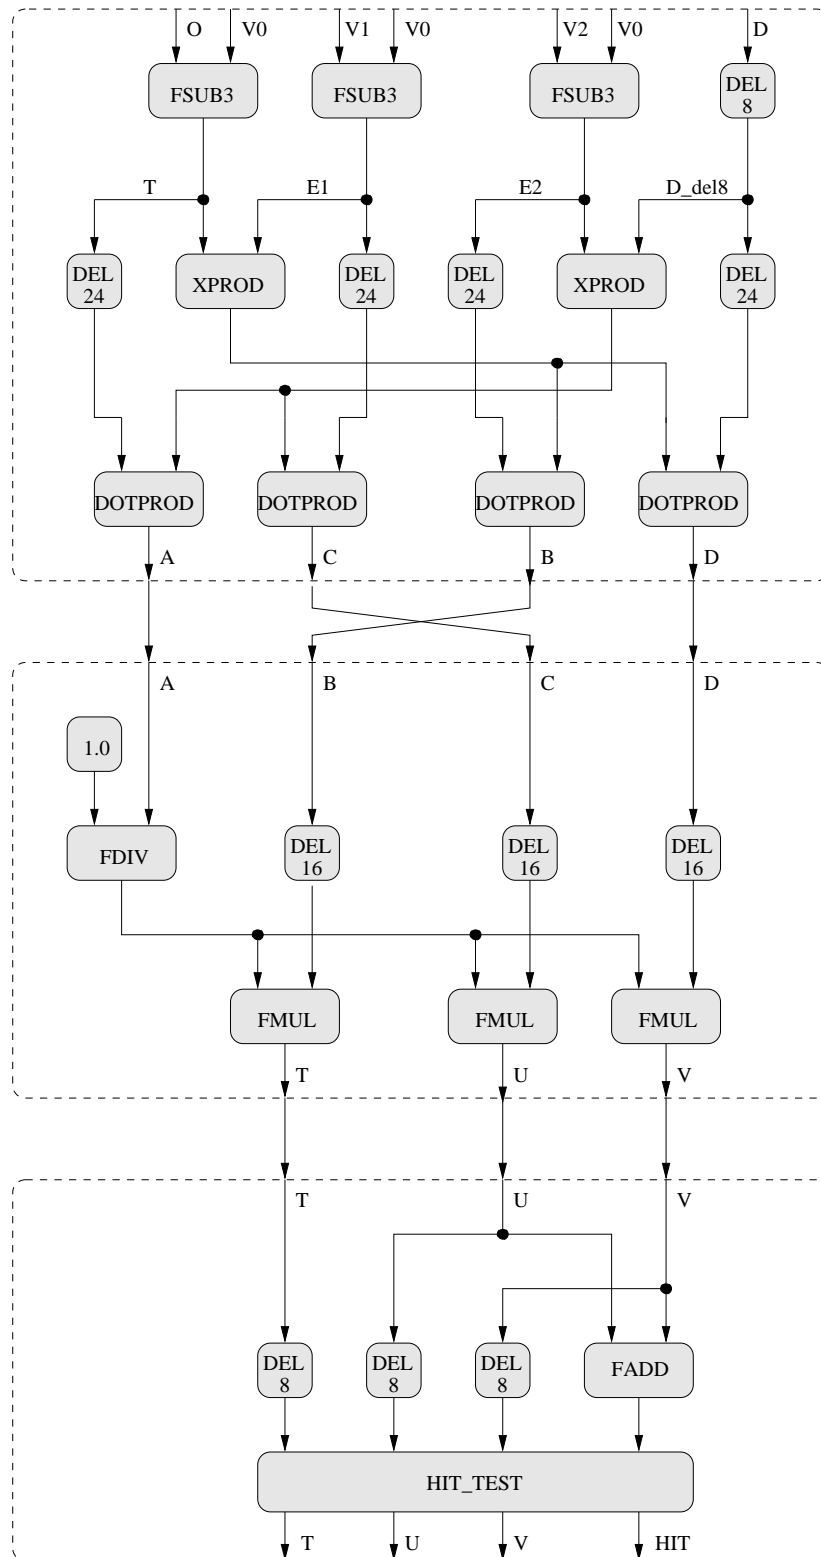 O V0 V1 V0 V2 V0 D
FSUB3 FSUB3 FSUB3 DEL
8
T E1 E2 D_del8
DEL XPROD DEL DEL XPROD DEL
24 24 24 24
DOTPROD DOTPROD DOTPROD DOTPROD
A C B D
A B C D
1.0
FDIV DEL DEL DEL
16 16 16
FMUL FMUL FMUL
T U V
T U V
DEL DEL DEL FADD
8 8 8
HIT_TEST
T U V HIT